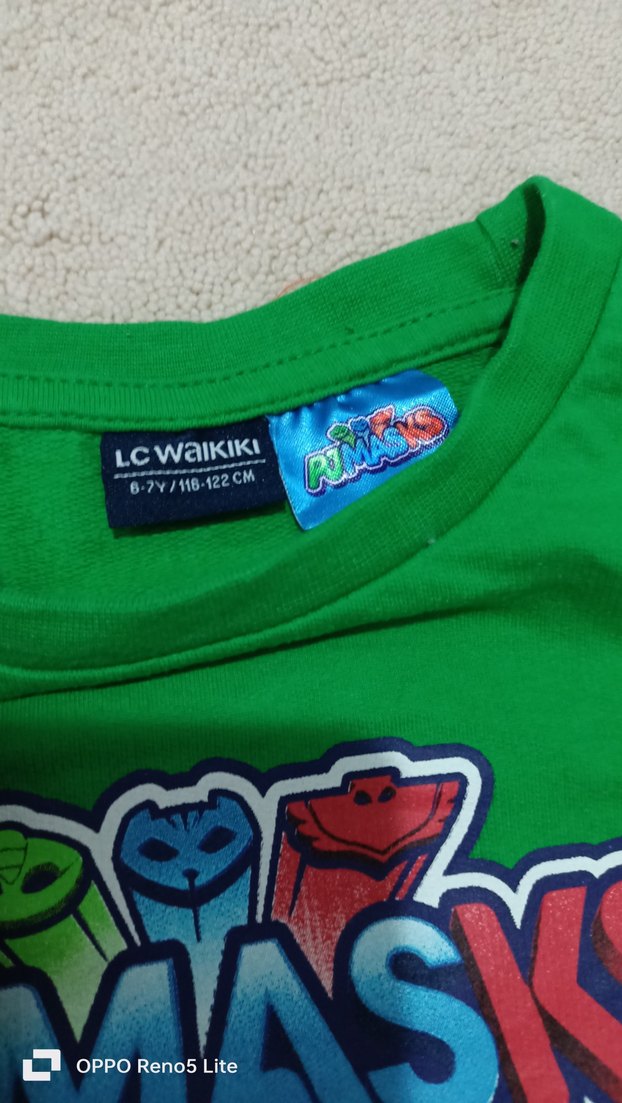 LC WAIKIKI
6-7Y / 116-122 CM
PJ MASKS
MASKS
OPPO Reno5 Lite